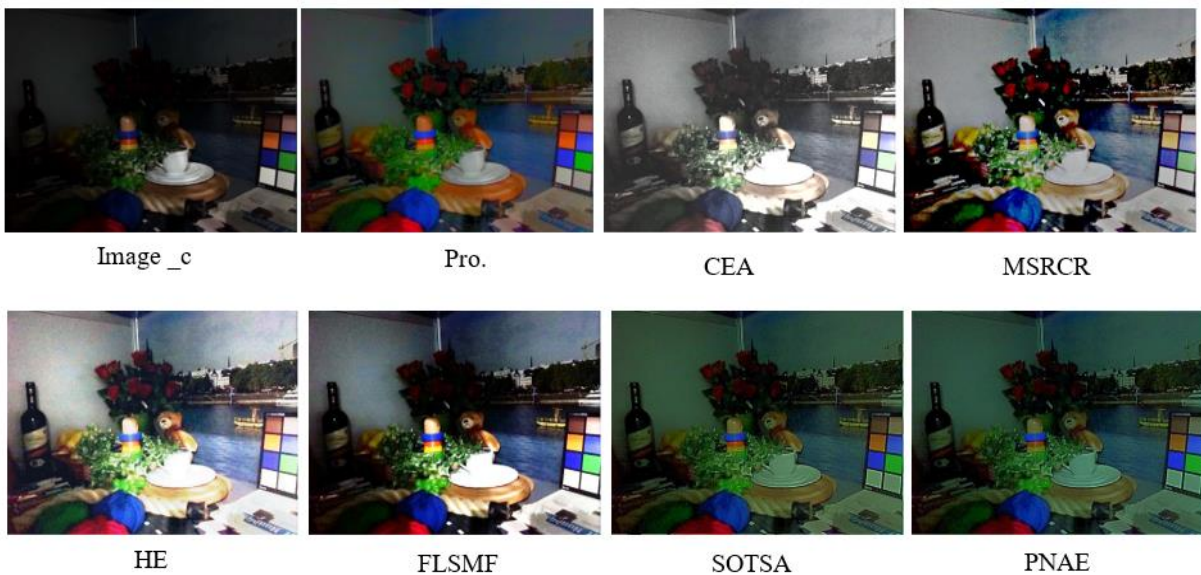 Image _c
Pro.
CEA
MSRCR
HE
FLSMF
SOTSA
PNAE